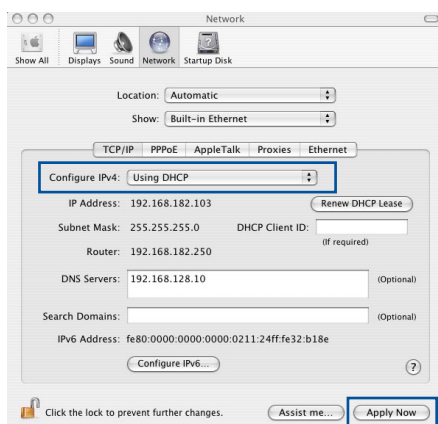 Network
Show All Displays Sound Network Startup Disk
Location: Automatic
Show: Built-in Ethernet
TCP/IP PPPoE AppleTalk Proxies Ethernet
Configure IPv4: Using DHCP
IP Address: 192.168.182.103 Renew DHCP Lease
Subnet Mask: 255.255.255.0 DHCP Client ID:
(If required)
Router: 192.168.182.250
DNS Servers: 192.168.128.10 (Optional)
Search Domains: (Optional)
IPv6 Address: fe80:0000:0000:0000:0211:24ff:fe32:b18e
Configure IPv6... ?
Click the lock to prevent further changes. Assist me... Apply Now